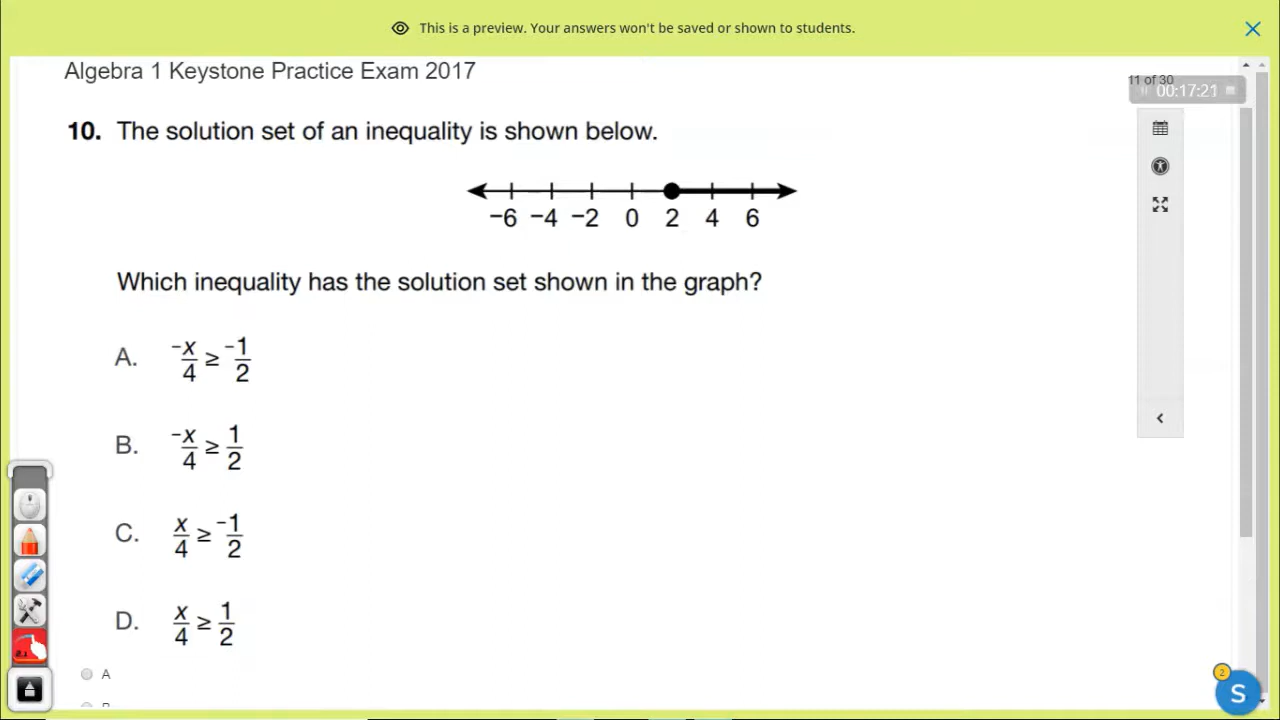 This is a preview. Your answers won't be saved or shown to students.
Algebra 1 Keystone Practice Exam 2017
11 of 30
00:17:21
10. The solution set of an inequality is shown below.
−6 −4 −2 0 2 4 6
Which inequality has the solution set shown in the graph?
A. −x/4 ≥ −1/2
B. −x/4 ≥ 1/2
C. x/4 ≥ −1/2
D. x/4 ≥ 1/2
A
2
S